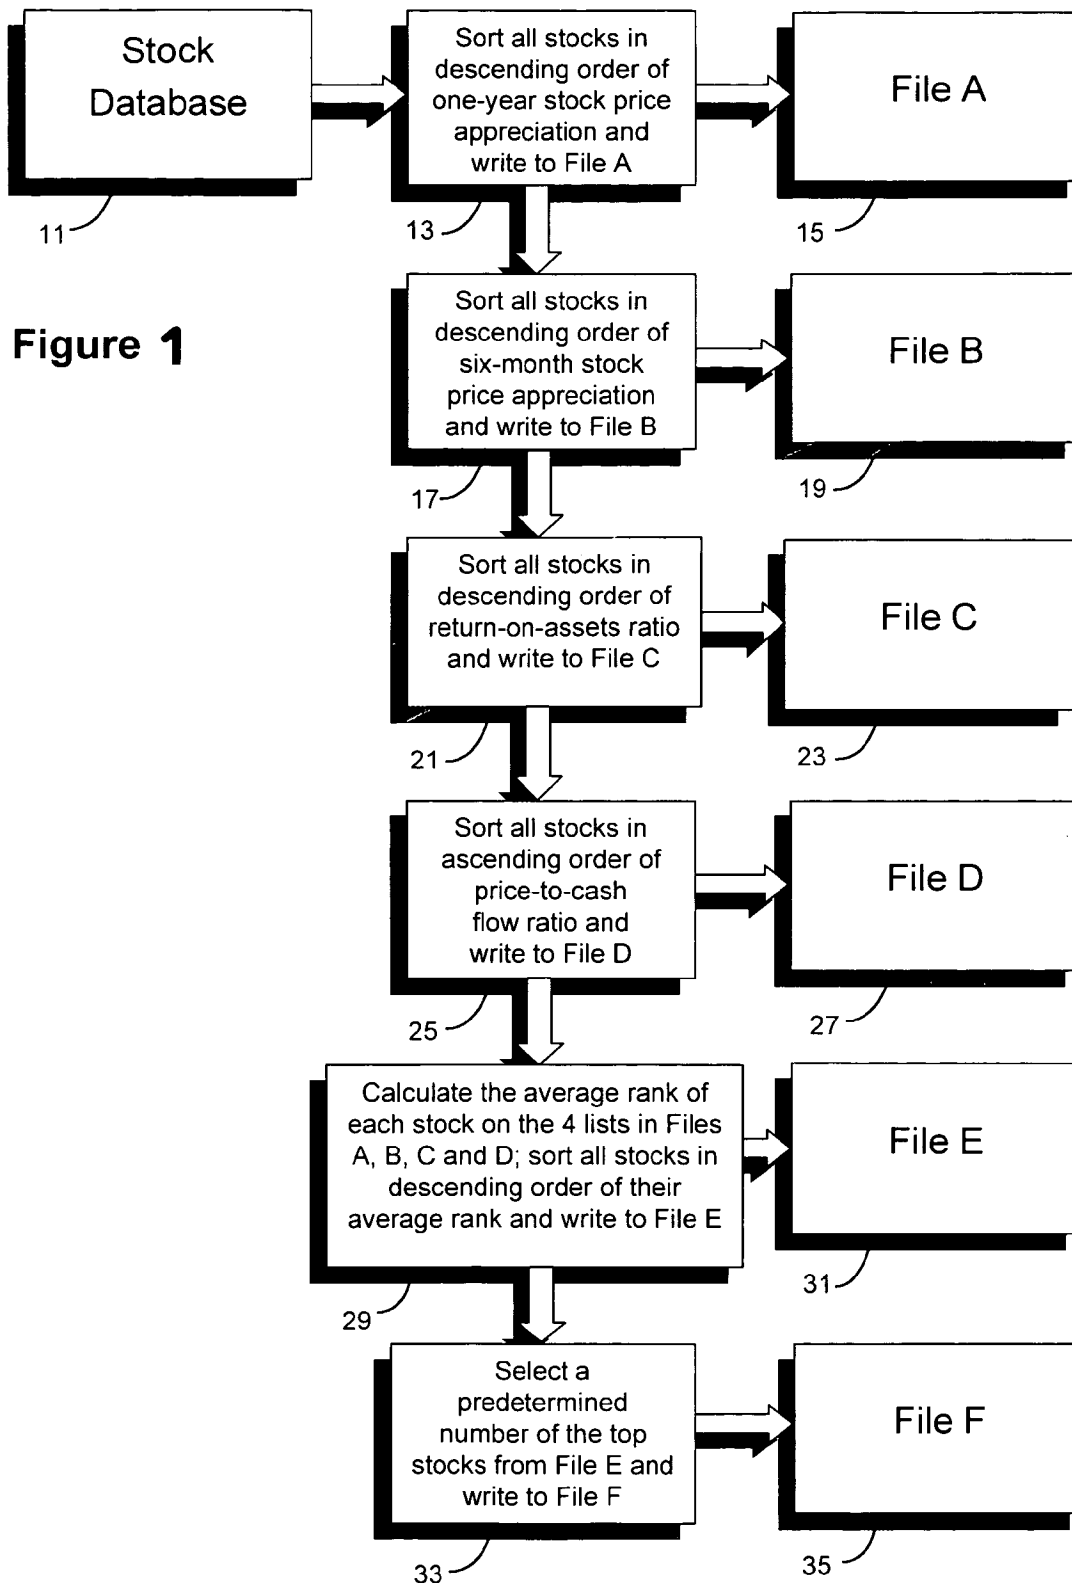 Stock
Database
11
Sort all stocks in
descending order of
one-year stock price
appreciation and
write to File A
13
File A
15
Figure 1
Sort all stocks in
descending order of
six-month stock
price appreciation
and write to File B
17
File B
19
Sort all stocks in
descending order of
return-on-assets ratio
and write to File C
21
File C
23
Sort all stocks in
ascending order of
price-to-cash
flow ratio and
write to File D
25
File D
27
Calculate the average rank of
each stock on the 4 lists in Files
A, B, C and D; sort all stocks in
descending order of their
average rank and write to File E
29
File E
31
Select a
predetermined
number of the top
stocks from File E and
write to File F
33
File F
35